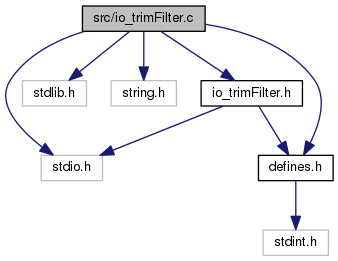 src/io_trimFilter.c
stdlib.h
string.h
io_trimFilter.h
stdio.h
defines.h
stdint.h